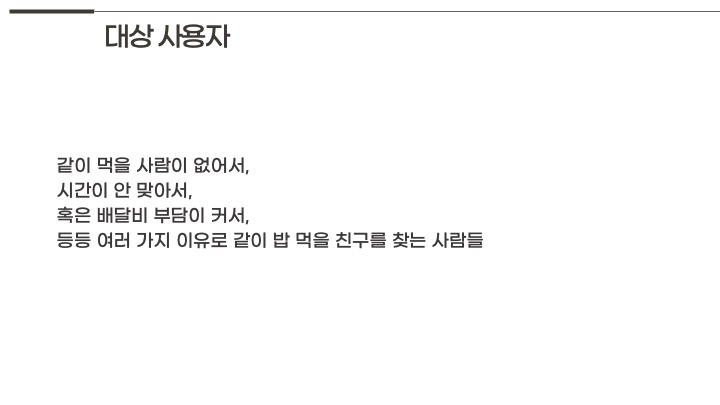 대상 사용자
같이 먹을 사람이 없어서,
시간이 안 맞아서,
혹은 배달비 부담이 커서,
등등 여러 가지 이유로 같이 밥 먹을 친구를 찾는 사람들